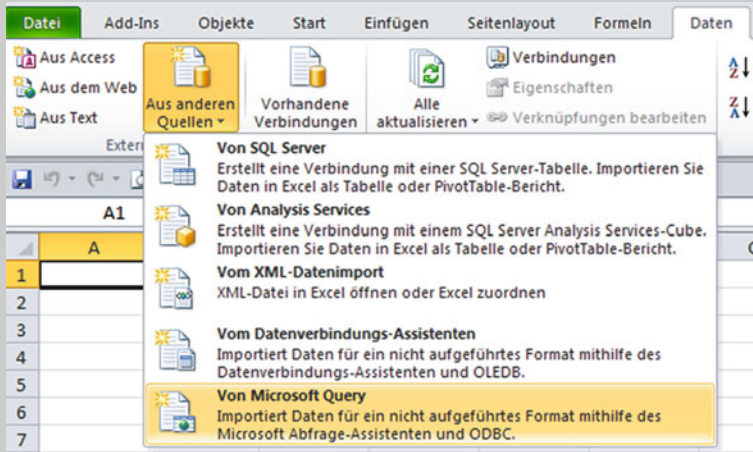 Datei Add-Ins Objekte Start Einfügen Seitenlayout Formeln Daten
Aus Access
Aus dem Web
Aus Text
Aus anderen
Quellen
Vorhandene
Verbindungen
Alle
aktualisieren
Verbindungen
Eigenschaften
Verknüpfungen bearbeiten
A
Z
Z
A
Extern
A1
A
1
2
3
4
5
6
7
Von SQL Server
Erstellt eine Verbindung mit einer SQL Server-Tabelle. Importieren Sie
Daten in Excel als Tabelle oder PivotTable-Bericht.
Von Analysis Services
Erstellt eine Verbindung mit einem SQL Server Analysis Services-Cube.
Importieren Sie Daten in Excel als Tabelle oder PivotTable-Bericht.
Vom XML-Datenimport
XML-Datei in Excel öffnen oder Excel zuordnen
Vom Datenverbindungs-Assistenten
Importiert Daten für ein nicht aufgeführtes Format mithilfe des
Datenverbindungs-Assistenten und OLEDB.
Von Microsoft Query
Importiert Daten für ein nicht aufgeführtes Format mithilfe des
Microsoft Abfrage-Assistenten und ODBC.